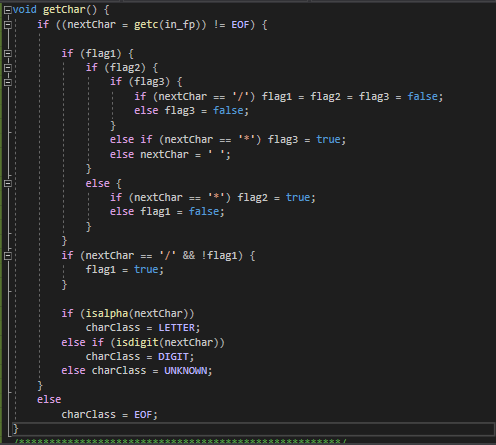 void getChar() {
if ((nextChar = getc(in_fp)) != EOF) {
if (flag1) {
if (flag2) {
if (flag3) {
if (nextChar == '/') flag1 = flag2 = flag3 = false;
else flag3 = false;
}
else if (nextChar == '*') flag3 = true;
else nextChar = ' ';
}
else {
if (nextChar == '*') flag2 = true;
else flag1 = false;
}
}
if (nextChar == '/' && !flag1) {
flag1 = true;
}
if (isalpha(nextChar))
charClass = LETTER;
else if (isdigit(nextChar))
charClass = DIGIT;
else charClass = UNKNOWN;
}
else
charClass = EOF;
}